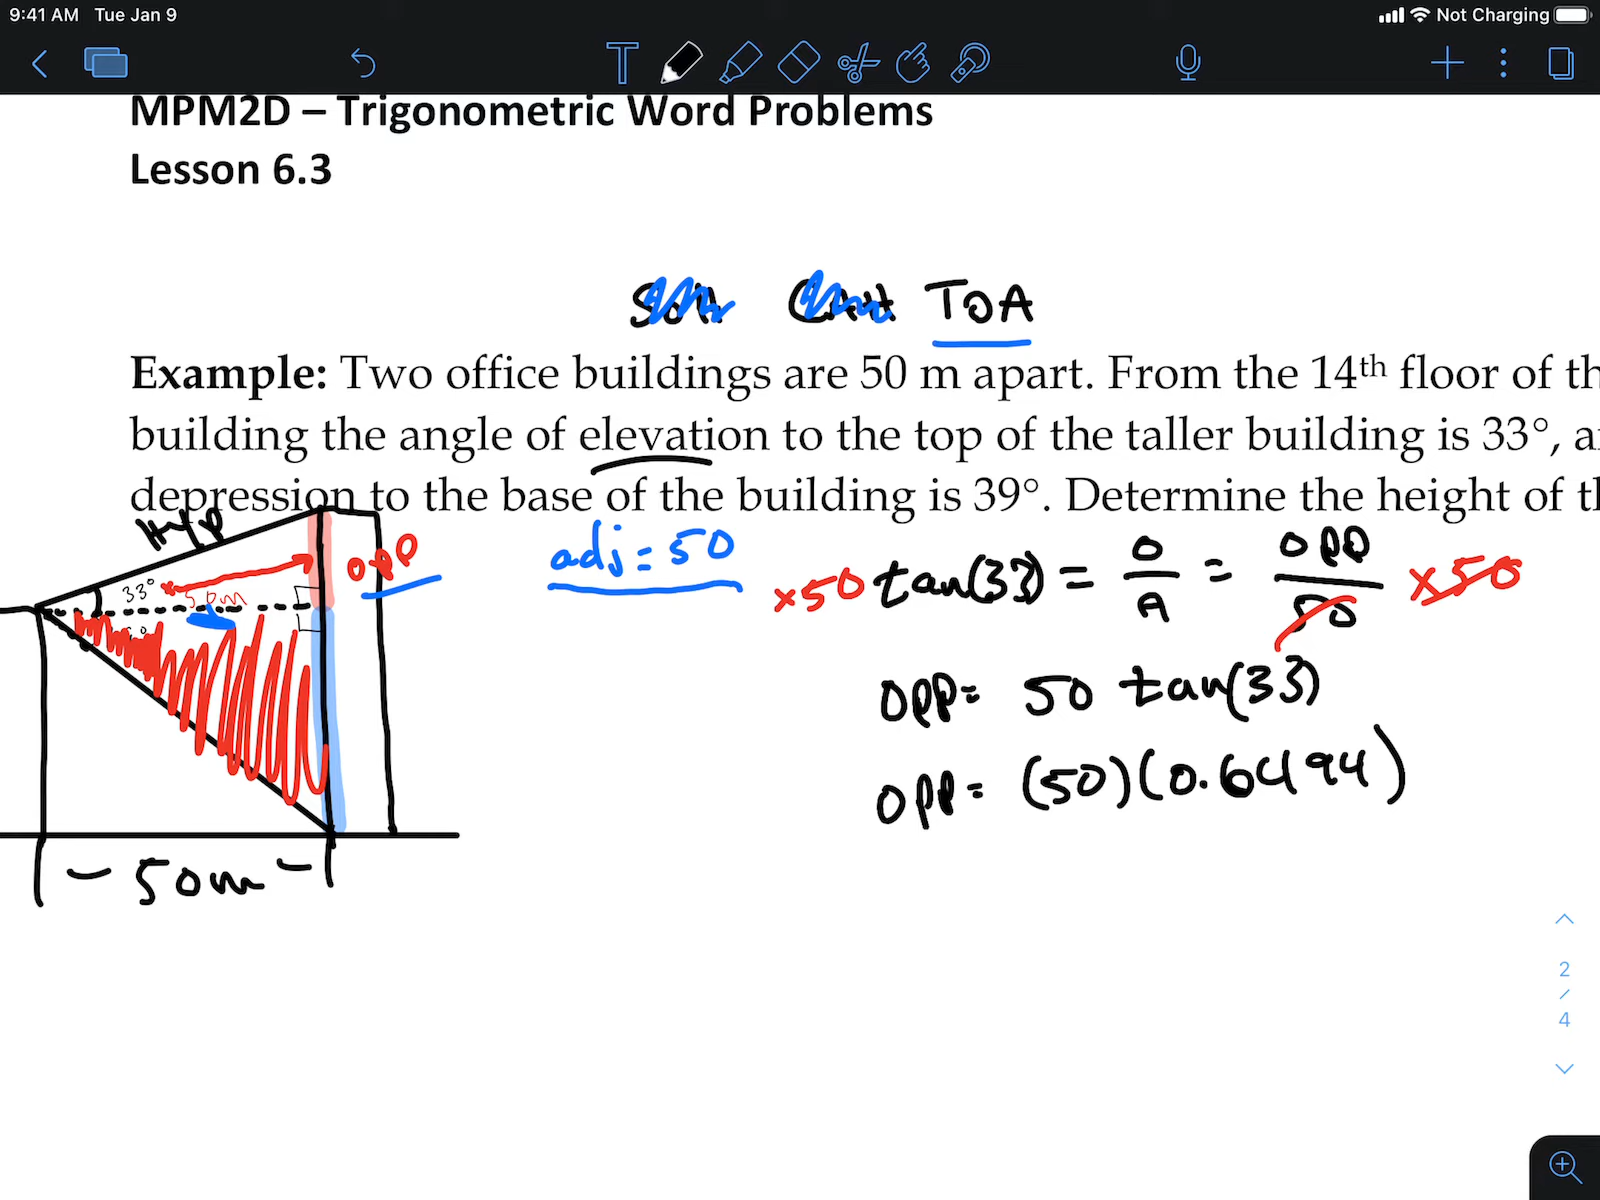 9:41 AM Tue Jan 9
Not Charging
MPM2D – Trigonometric Word Problems
Lesson 6.3
SOH CAH TOA
Example: Two office buildings are 50 m apart. From the 14th floor of th
building the angle of elevation to the top of the taller building is 33°, a
depression to the base of the building is 39°. Determine the height of th
Hyp
opp
33°
50m
adj = 50
×50 tan(33) = O/A = opp/50 ×50
opp = 50 tan(33)
opp = (50)(0.6494)
- 50m -
2
/
4